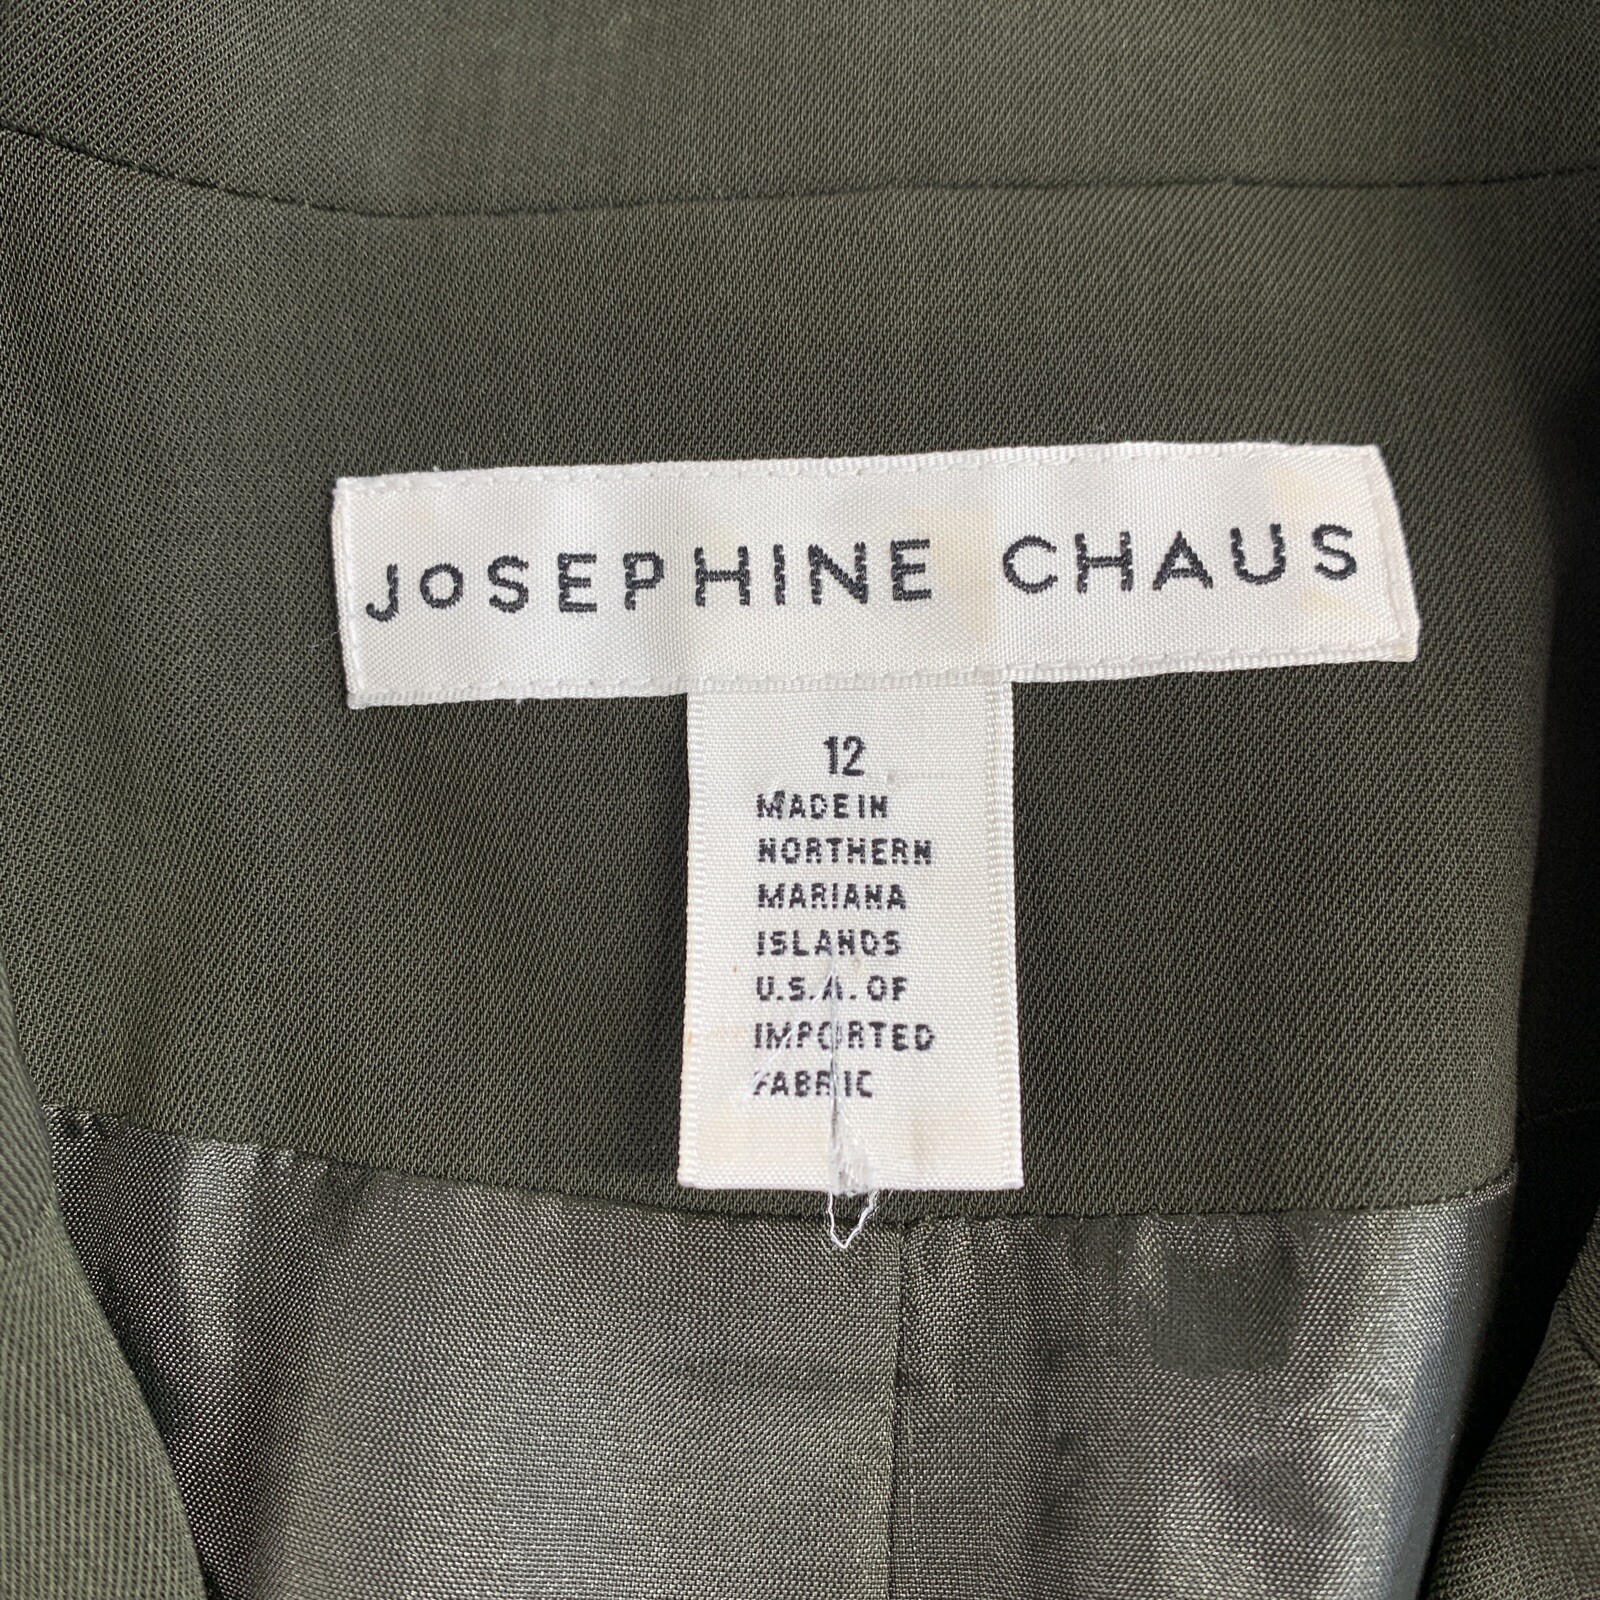 JOSEPHINE CHAUS
12
MADE IN
NORTHERN
MARIANA
ISLANDS
U.S.A. OF
IMPORTED
FABRIC